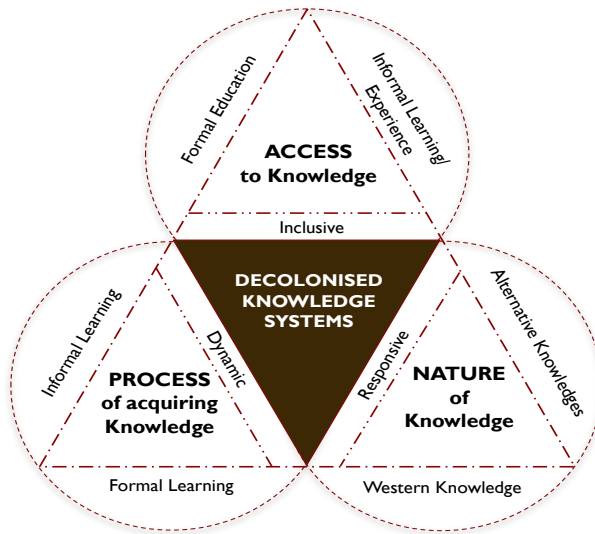 Formal Education
Informal Learning/
Experience
ACCESS
to Knowledge
Inclusive
DECOLONISED
KNOWLEDGE
SYSTEMS
Informal Learning
Dynamic
PROCESS
of acquiring
Knowledge
Formal Learning
Responsive
NATURE
of
Knowledge
Alternative Knowledges
Western Knowledge